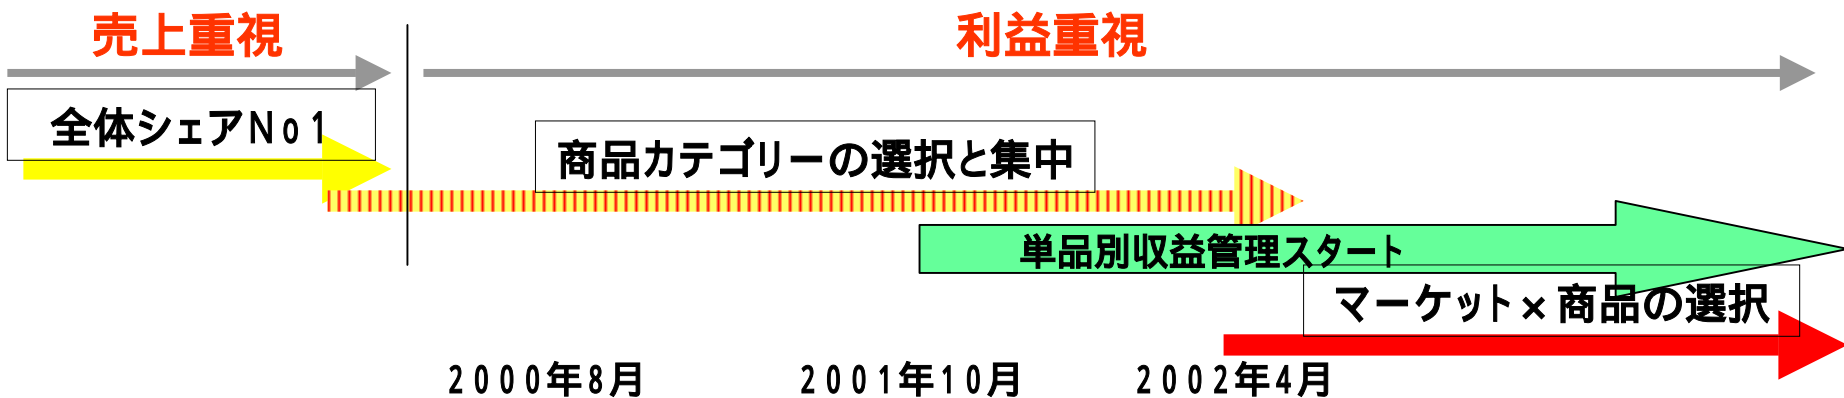 売上重視
利益重視
全体シェアNo1
商品カテゴリーの選択と集中
単品別収益管理スタート
マーケット×商品の選択
2000年8月
2001年10月
2002年4月